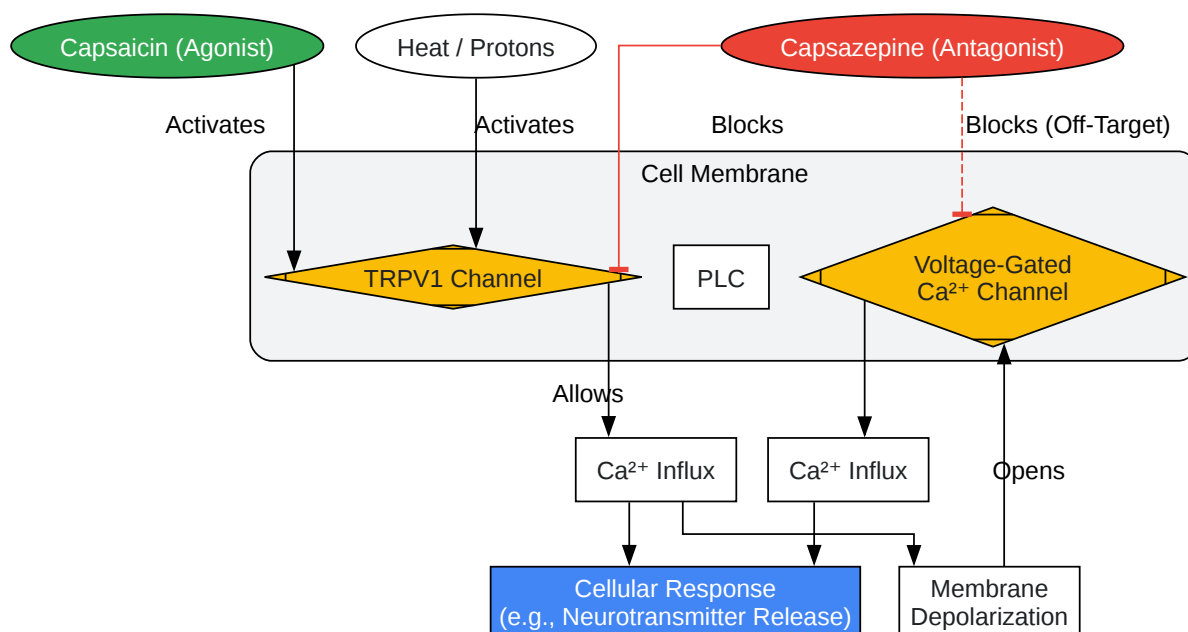 Capsaicin (Agonist)
Heat / Protons
Capsazepine (Antagonist)
Activates
Activates
Blocks
Blocks (Off-Target)
Cell Membrane
TRPV1 Channel
PLC
Voltage-Gated
Ca²⁺ Channel
Allows
Ca²⁺ Influx
Ca²⁺ Influx
Opens
Cellular Response
(e.g., Neurotransmitter Release)
Membrane
Depolarization